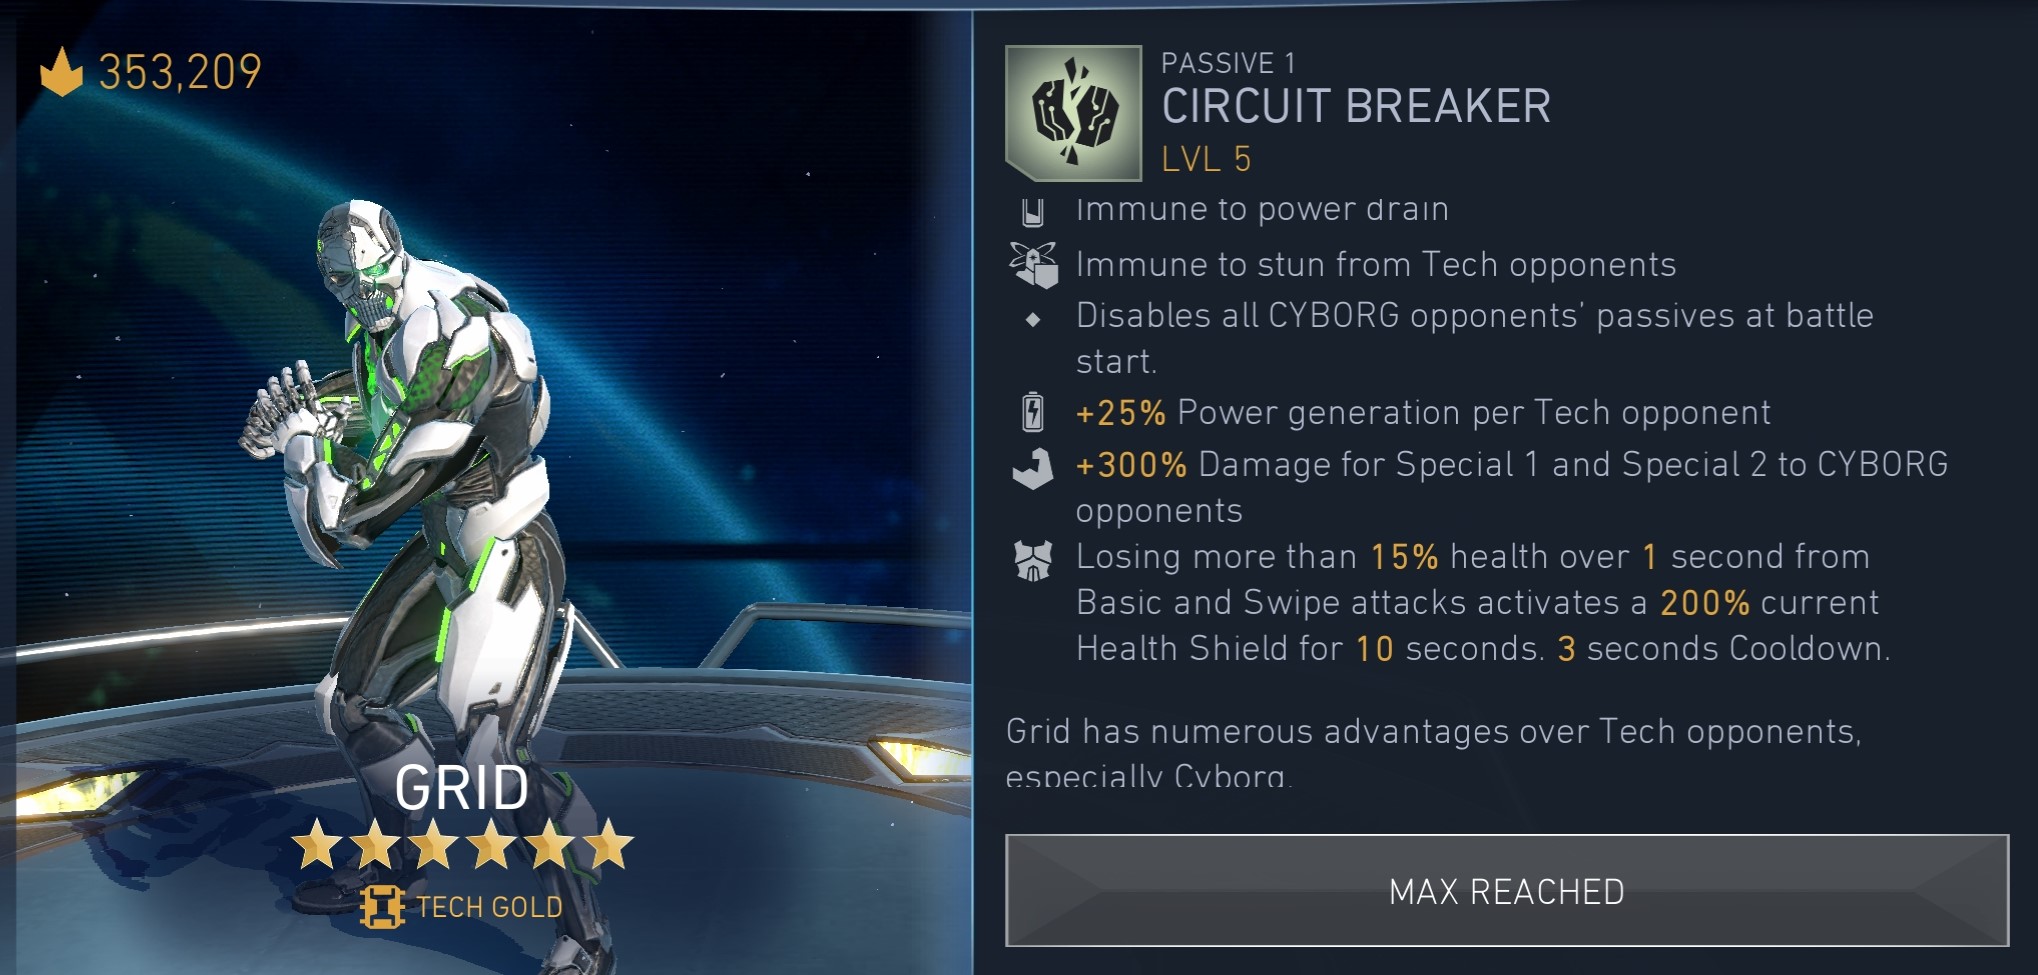 353,209
GRID
TECH GOLD
PASSIVE 1
CIRCUIT BREAKER
LVL 5
Immune to power drain
Immune to stun from Tech opponents
Disables all CYBORG opponents' passives at battle
start.
+25% Power generation per Tech opponent
+300% Damage for Special 1 and Special 2 to CYBORG
opponents
Losing more than 15% health over 1 second from
Basic and Swipe attacks activates a 200% current
Health Shield for 10 seconds. 3 seconds Cooldown.
Grid has numerous advantages over Tech opponents,
especially Cyborg.
MAX REACHED